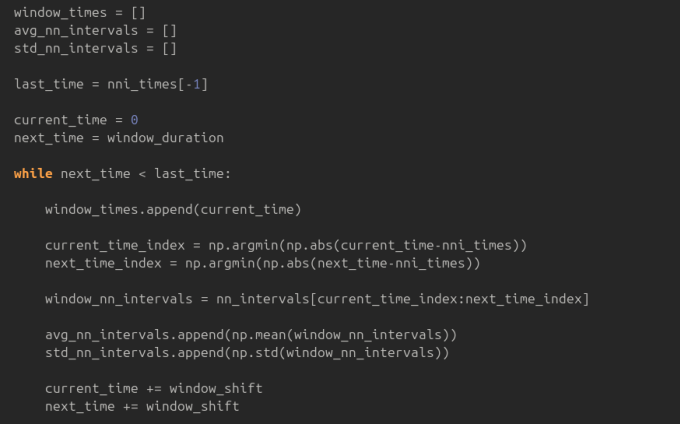 window_times = []
avg_nn_intervals = []
std_nn_intervals = []
last_time = nni_times[-1]
current_time = 0
next_time = window_duration
while next_time < last_time:
    window_times.append(current_time)
    current_time_index = np.argmin(np.abs(current_time-nni_times))
    next_time_index = np.argmin(np.abs(next_time-nni_times))
    window_nn_intervals = nn_intervals[current_time_index:next_time_index]
    avg_nn_intervals.append(np.mean(window_nn_intervals))
    std_nn_intervals.append(np.std(window_nn_intervals))
    current_time += window_shift
    next_time += window_shift